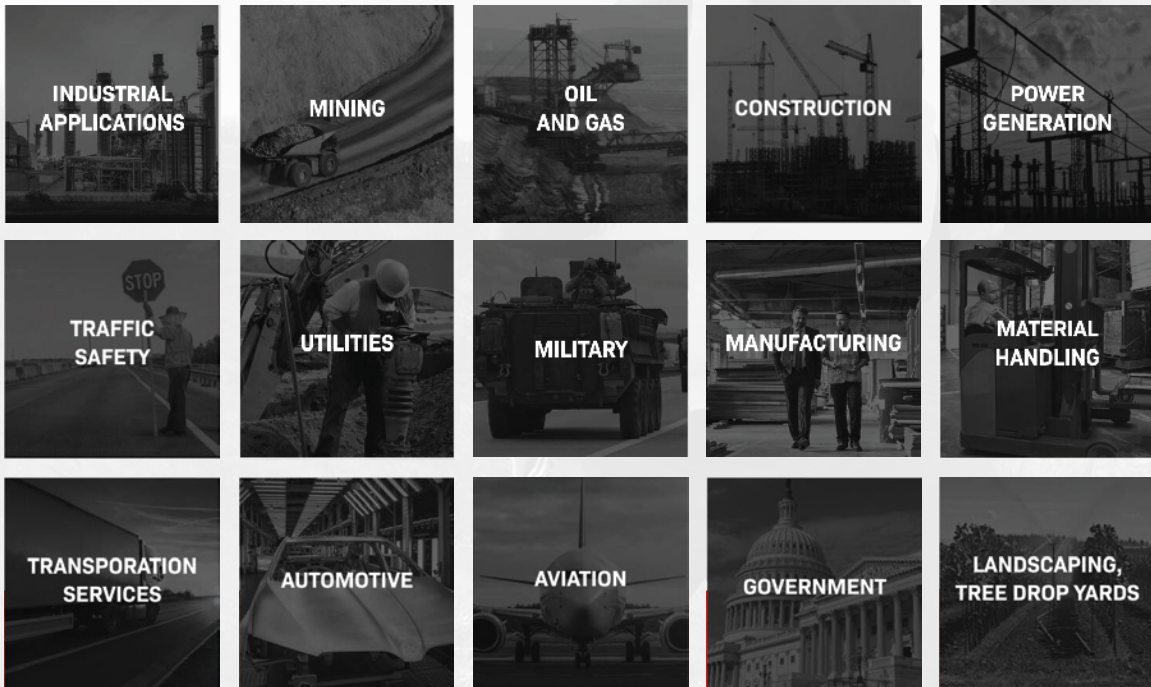 INDUSTRIAL
APPLICATIONS
MINING
OIL
AND GAS
CONSTRUCTION
POWER
GENERATION
TRAFFIC
SAFETY
STOP
UTILITIES
MILITARY
MANUFACTURING
MATERIAL
HANDLING
TRANSPORATION
SERVICES
AUTOMOTIVE
AVIATION
GOVERNMENT
LANDSCAPING,
TREE DROP YARDS